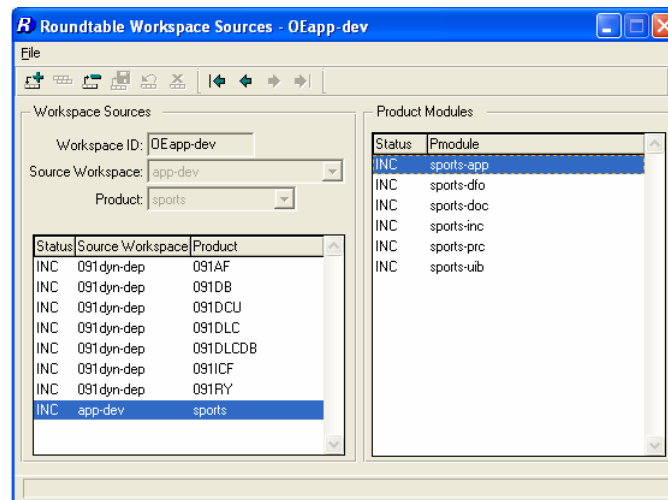 Roundtable Workspace Sources - OEapp-dev
File
Workspace Sources
Workspace ID: OEapp-dev
Source Workspace: app-dev
Product: sports
Status Source Workspace Product
INC 091dyn-dep 091AF
INC 091dyn-dep 091DB
INC 091dyn-dep 091DCU
INC 091dyn-dep 091DLC
INC 091dyn-dep 091DLCDB
INC 091dyn-dep 091ICF
INC 091dyn-dep 091RY
INC app-dev sports
Product Modules
Status Pmodule
INC sports-app
INC sports-dfo
INC sports-doc
INC sports-inc
INC sports-prc
INC sports-uib